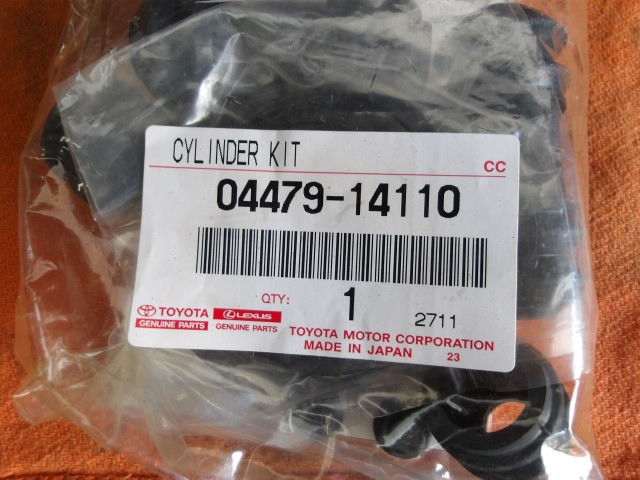 CYLINDER KIT
CC
04479-14110
QTY: 1 2711
TOYOTA LEXUS
GENUINE PARTS GENUINE PARTS
TOYOTA MOTOR CORPORATION
MADE IN JAPAN 23